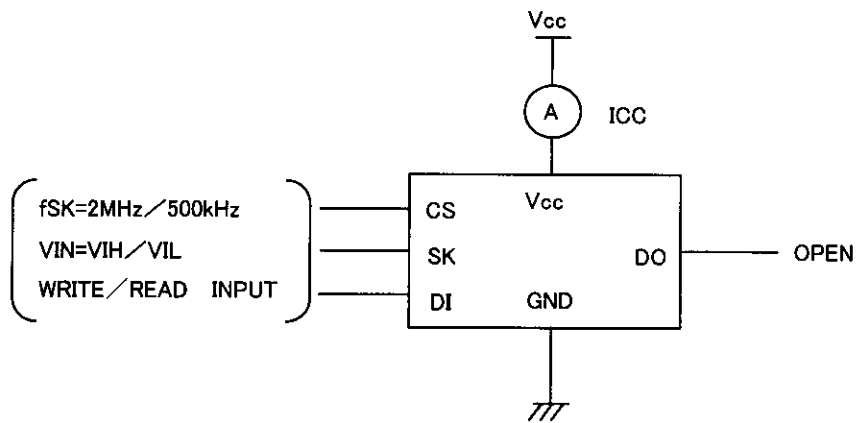 Vcc
A ICC
fSK=2MHz／500kHz
VIN=VIH／VIL
WRITE／READ INPUT
CS
SK
DI
Vcc
GND
DO
OPEN